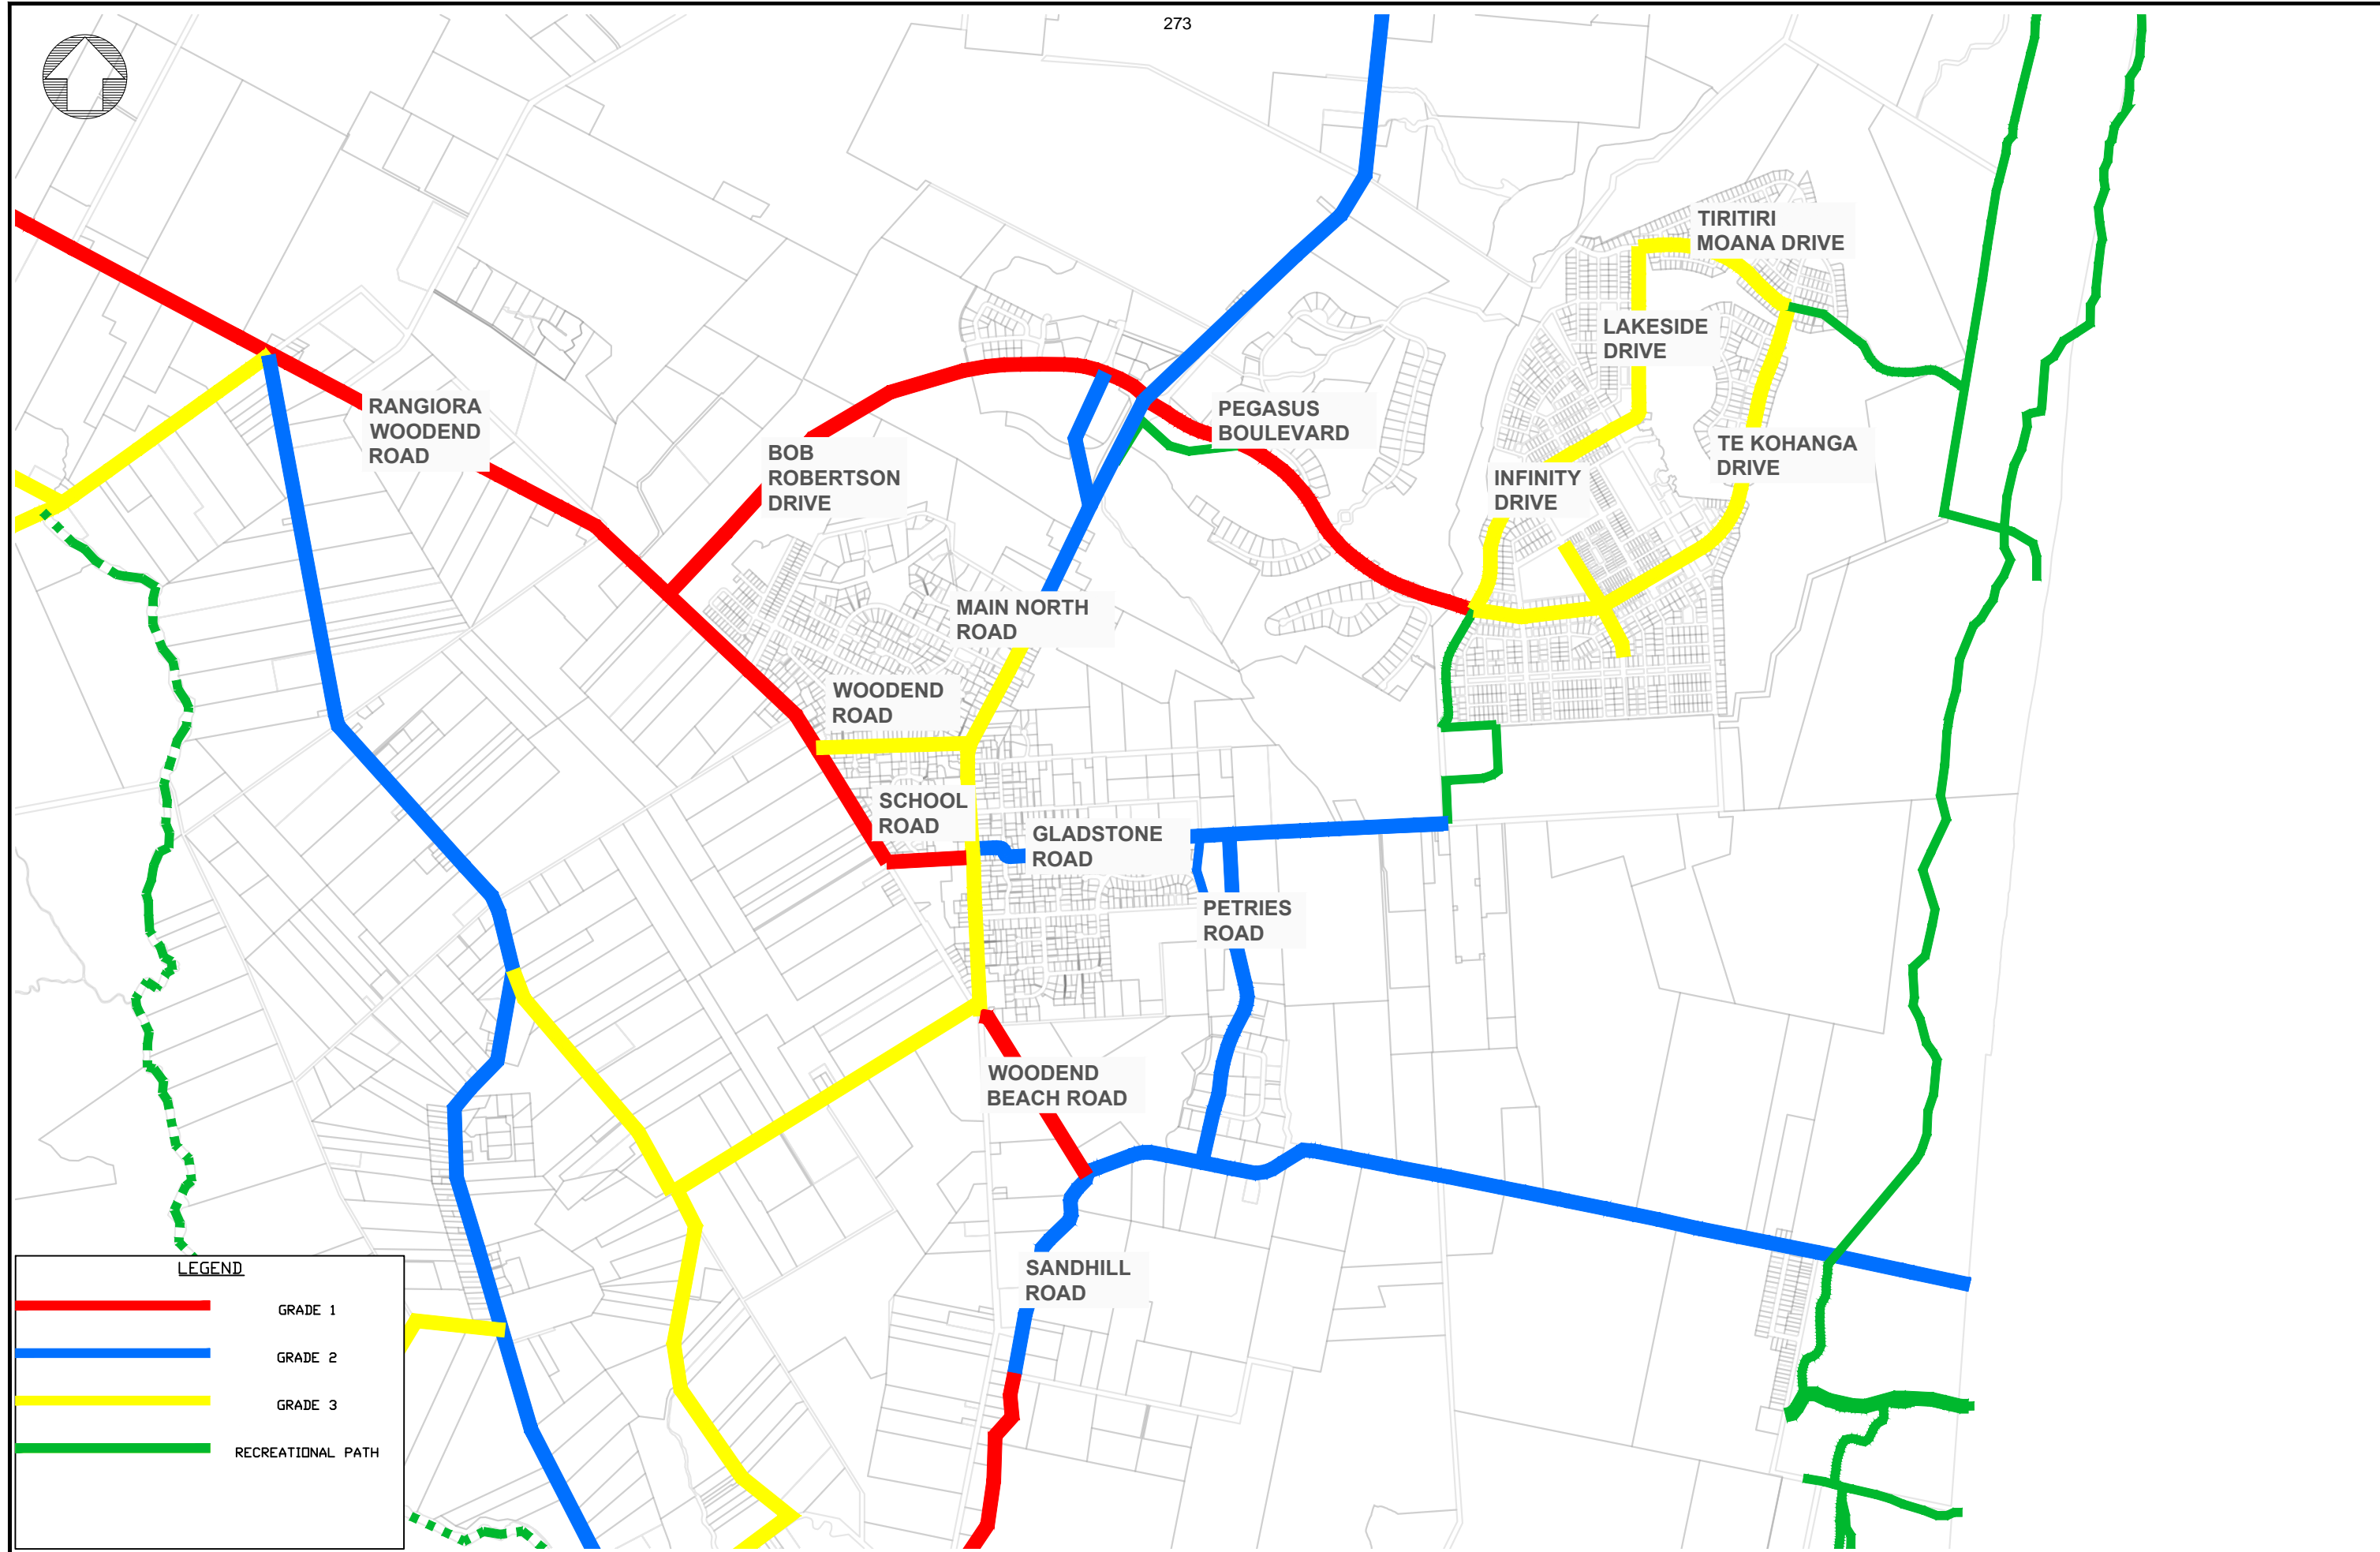 273
TIRITIRI
MOANA DRIVE
LAKESIDE
DRIVE
RANGIORA
WOODEND
ROAD
PEGASUS
BOULEVARD
BOB
ROBERTSON
DRIVE
TE KOHANGA
DRIVE
INFINITY
DRIVE
MAIN NORTH
ROAD
WOODEND
ROAD
SCHOOL
ROAD
GLADSTONE
ROAD
PETRIES
ROAD
WOODEND
BEACH ROAD
SANDHILL
ROAD
LEGEND
GRADE 1
GRADE 2
GRADE 3
RECREATIONAL PATH